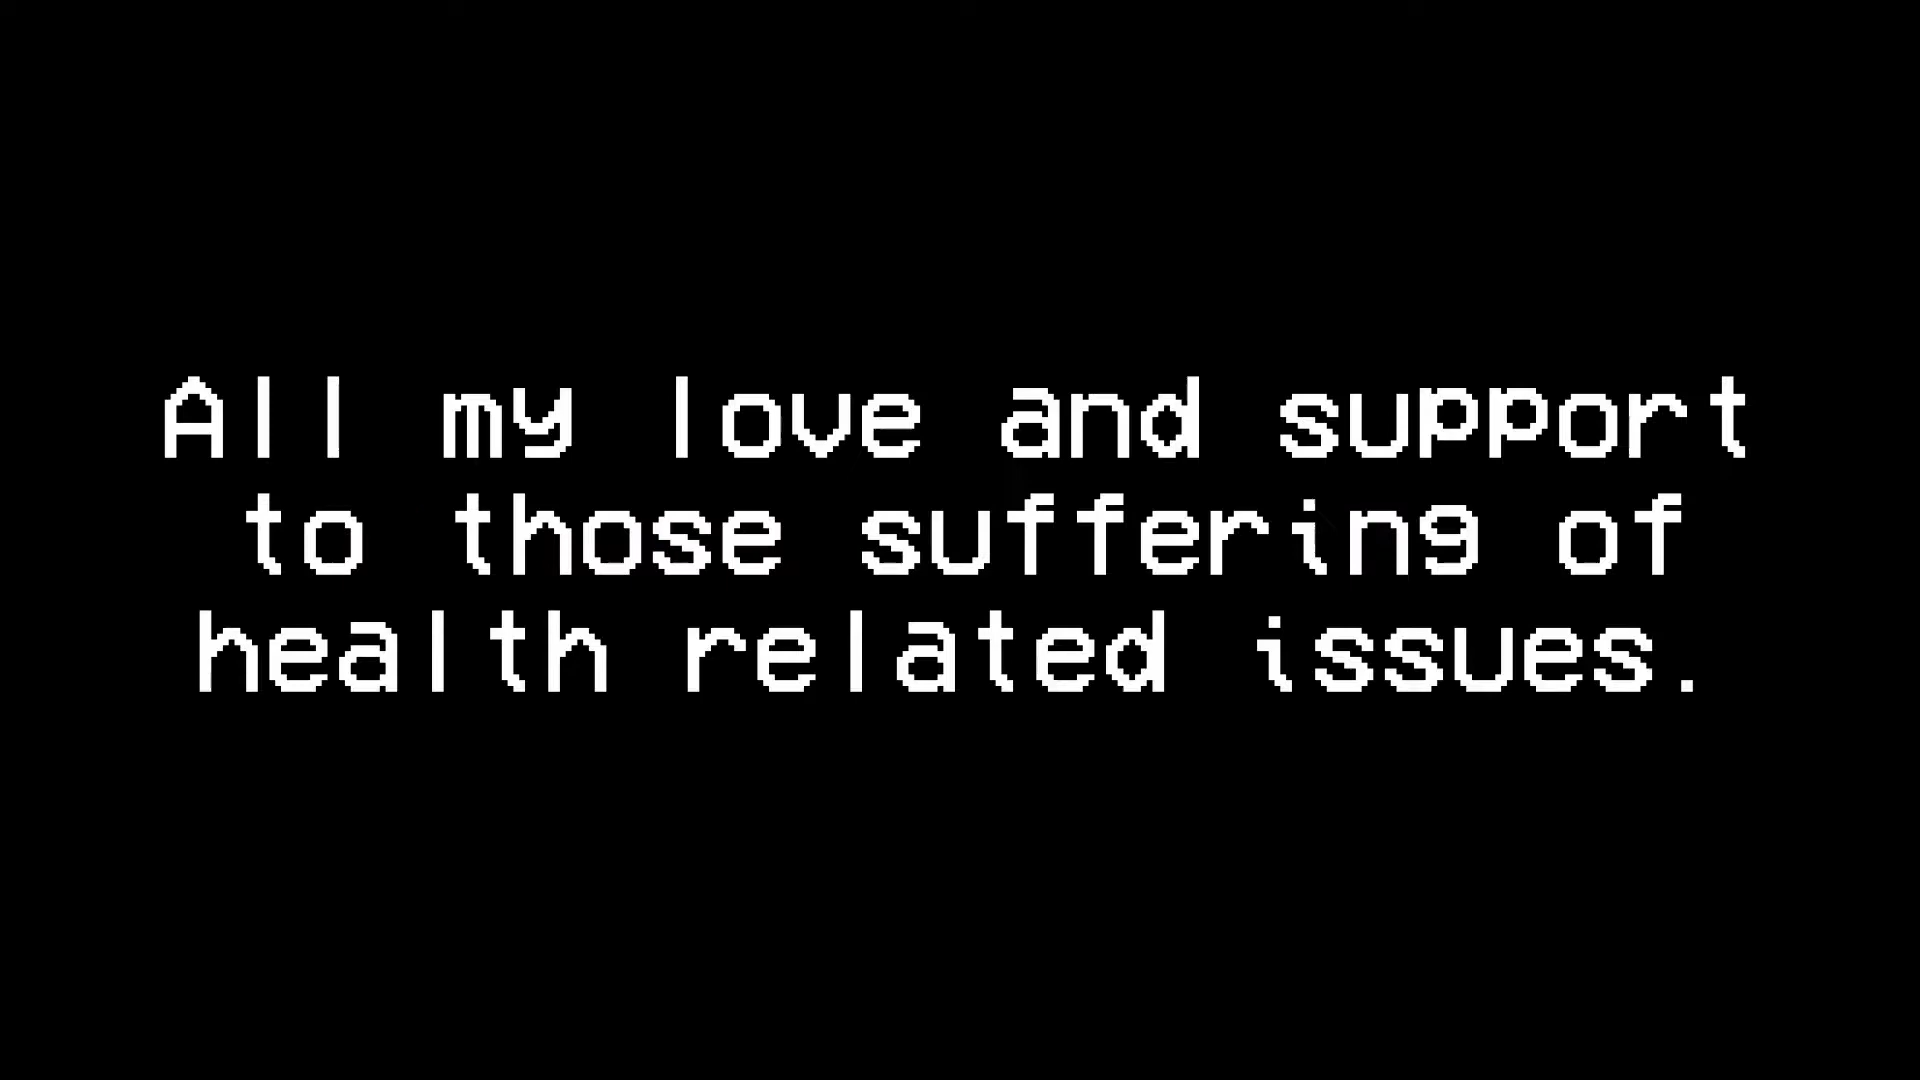 All my love and support
to those suffering of
health related issues.